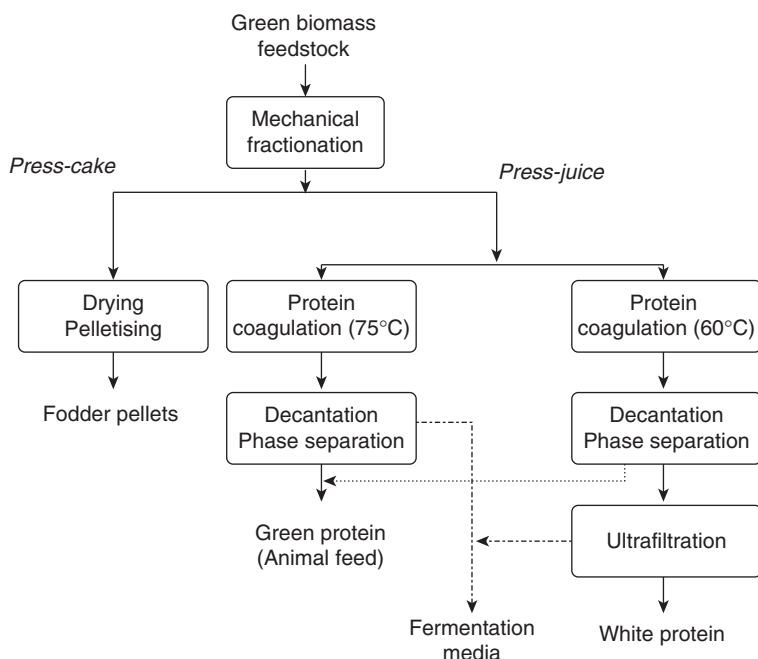 Green biomass
feedstock
Mechanical
fractionation
Press-cake
Press-juice
Drying
Pelletising
Protein
coagulation (75°C)
Protein
coagulation (60°C)
Fodder pellets
Decantation
Phase separation
Decantation
Phase separation
Green protein
(Animal feed)
Ultrafiltration
Fermentation
media
White protein